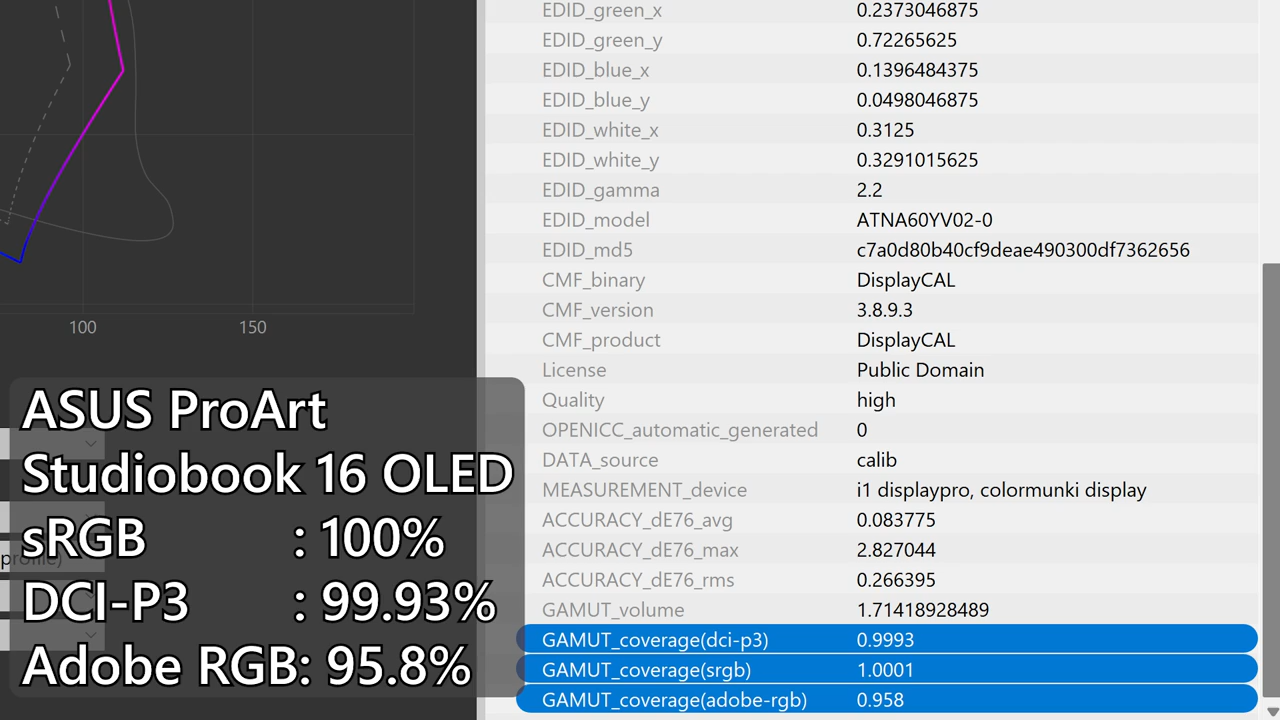 EDID_green_x 0.2373046875
EDID_green_y 0.72265625
EDID_blue_x 0.1396484375
EDID_blue_y 0.0498046875
EDID_white_x 0.3125
EDID_white_y 0.3291015625
EDID_gamma 2.2
EDID_model ATNA60YV02-0
EDID_md5 c7a0d80b40cf9deae490300df7362656
CMF_binary DisplayCAL
CMF_version 3.8.9.3
CMF_product DisplayCAL
License Public Domain
Quality high
OPENICC_automatic_generated 0
DATA_source calib
MEASUREMENT_device i1 displaypro, colormunki display
ACCURACY_dE76_avg 0.083775
ACCURACY_dE76_max 2.827044
ACCURACY_dE76_rms 0.266395
GAMUT_volume 1.71418928489
GAMUT_coverage(dci-p3) 0.9993
GAMUT_coverage(srgb) 1.0001
GAMUT_coverage(adobe-rgb) 0.958
100 150
ASUS ProArt
Studiobook 16 OLED
sRGB : 100%
profile)
DCI-P3 : 99.93%
Adobe RGB: 95.8%